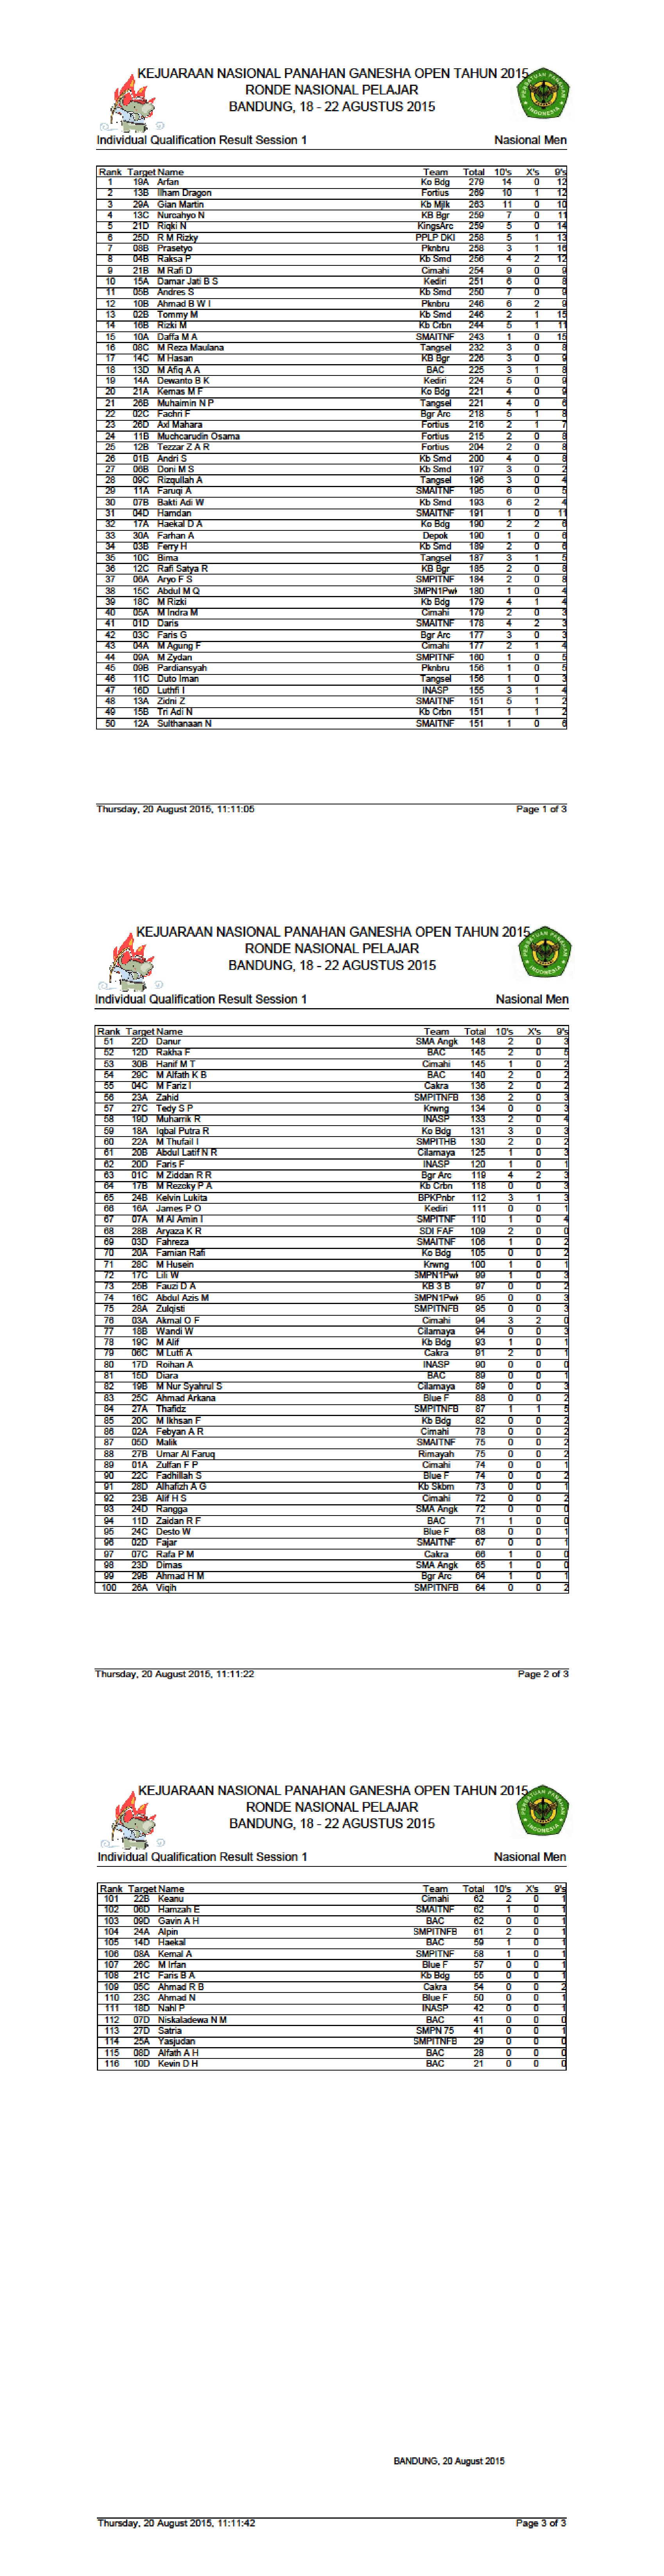 KEJUARAAN NASIONAL PANAHAN GANESHA OPEN TAHUN 2015
RONDE NASIONAL PELAJAR
BANDUNG, 18 - 22 AGUSTUS 2015
Individual Qualification Result Session 1 Nasional Men
Rank Target Name Team Total 10's X's 9's
1 19A Arfan Ko Bdg 279 14 0 12
2 13B Ilham Dragon Fortius 269 10 1 12
3 29A Gian Martin Kb Mjlk 263 11 0 10
4 13C Nurcahyo N KB Bgr 259 7 0 11
5 21D Riqki N KingsArc 259 5 0 14
6 25D R M Rizky PPLP DKI 258 5 1 13
7 08B Prasetyo Pknbru 258 3 1 16
8 04B Raksa P Kb Smd 256 4 2 12
9 21B M Rafi D Cimahi 254 9 0 9
10 15A Damar Jati B S Kediri 251 6 0 8
11 05B Andres S Kb Smd 250 7 0 9
12 10B Ahmad B W I Pknbru 246 6 2 9
13 02B Tommy M Kb Smd 246 2 1 15
14 16B Rizki M Kb Crbn 244 5 1 11
15 10A Daffa M A SMAITNF 243 1 0 15
16 08C M Reza Maulana Tangsel 232 3 0 8
17 14C M Hasan KB Bgr 226 3 0 9
18 13D M Afiq A A BAC 225 3 1 8
19 14A Dewanto B K Kediri 224 5 0 9
20 21A Kemas M F Ko Bdg 221 4 0 9
21 26B Muhaimin N P Tangsel 221 4 0 6
22 02C Fachri F Bgr Arc 218 5 1 8
23 26D Axl Mahara Fortius 216 2 1 7
24 11B Muchcarudin Osama Fortius 215 2 0 8
25 12B Tezzar Z A R Fortius 204 2 0 8
26 01B Andri S Kb Smd 200 4 0 8
27 06B Doni M S Kb Smd 197 3 0 2
28 09C Rizqullah A Tangsel 196 3 0 4
29 11A Faruqi A SMAITNF 195 6 0 5
30 07B Bakti Adi W Kb Smd 193 6 2 4
31 04D Hamdan SMAITNF 191 1 0 11
32 17A Haekal D A Ko Bdg 190 2 2 6
33 30A Farhan A Depok 190 1 0 6
34 03B Ferry H Kb Smd 189 2 0 6
35 10C Bima Tangsel 187 3 1 5
36 12C Rafi Satya R KB Bgr 185 2 0 8
37 06A Aryo F S SMPITNF 184 2 0 8
38 15C Abdul M Q SMPN1Pwk 180 1 0 4
39 18C M Rizki Kb Bdg 179 4 1 4
40 05A M Indra M Cimahi 179 2 0 3
41 01D Daris SMAITNF 178 4 2 3
42 03C Faris G Bgr Arc 177 3 0 3
43 04A M Agung F Cimahi 177 2 1 4
44 09A M Zydan SMPITNF 160 1 0 5
45 09B Pardiansyah Pknbru 156 1 0 5
46 11C Duto Iman Tangsel 156 1 0 3
47 16D Luthfi I INASP 155 3 1 4
48 13A Zidni Z SMAITNF 151 5 1 2
49 15B Tri Adi N Kb Crbn 151 1 1 2
50 12A Sulthanaan N SMAITNF 151 1 0 6
Thursday, 20 August 2015, 11:11:05 Page 1 of 3
KEJUARAAN NASIONAL PANAHAN GANESHA OPEN TAHUN 2015
RONDE NASIONAL PELAJAR
BANDUNG, 18 - 22 AGUSTUS 2015
Individual Qualification Result Session 1 Nasional Men
Rank Target Name Team Total 10's X's 9's
51 22D Danur SMA Angk 148 2 0 3
52 12D Rakha F BAC 145 2 0 5
53 30B Hanif M T Cimahi 145 1 0 2
54 29C M Alfath K B BAC 140 2 0 2
55 04C M Fariz I Cakra 136 2 0 2
56 23A Zahid SMPITNFB 136 2 0 3
57 27C Tedy S P Krwng 134 0 0 3
58 19D Muharrik R INASP 133 2 0 4
59 18A Iqbal Putra R Ko Bdg 131 3 0 3
60 22A M Thufail I SMPITHB 130 2 0 2
61 20B Abdul Latif N R Cilamaya 125 1 0 3
62 20D Faris F INASP 120 1 0 1
63 01C M Ziddan R R Bgr Arc 119 4 2 3
64 17B M Rezcky P A Kb Crbn 118 0 0 3
65 24B Kelvin Lukita BPKPnbr 112 3 1 3
66 16A James P O Kediri 111 0 0 1
67 07A M Al Amin I SMPITNF 110 1 0 4
68 28B Aryaza K R SDI FAF 109 2 0 0
69 03D Fahreza SMAITNF 106 1 0 2
70 20A Famian Rafi Ko Bdg 105 0 0 2
71 28C M Husein Krwng 100 1 0 1
72 17C Lili W SMPN1Pwk 99 1 0 3
73 25B Fauzi D A KB 3 B 97 0 0 2
74 16C Abdul Azis M SMPN1Pwk 95 0 0 3
75 28A Zulqisti SMPITNFB 95 0 0 3
76 03A Akmal O F Cimahi 94 3 2 0
77 18B Wandi W Cilamaya 94 0 0 3
78 19C M Alif Kb Bdg 93 1 0 1
79 06C M Lutfi A Cakra 91 2 0 1
80 17D Roihan A INASP 90 0 0 0
81 15D Diara BAC 89 0 0 1
82 19B M Nur Syahrul S Cilamaya 89 0 0 3
83 25C Ahmad Arkana Blue F 88 0 0 2
84 27A Thafidz SMPITNFB 87 1 1 5
85 20C M Ikhsan F Kb Bdg 82 0 0 2
86 02A Febyan A R Cimahi 78 0 0 2
87 05D Malik SMAITNF 75 0 0 2
88 27B Umar Al Faruq Rimayah 75 0 0 2
89 01A Zulfan F P Cimahi 74 0 0 1
90 22C Fadhillah S Blue F 74 0 0 2
91 28D Alhafizh A G Kb Skbm 73 0 0 1
92 23B Alif H S Cimahi 72 0 0 2
93 24D Rangga SMA Angk 72 0 0 0
94 11D Zaidan R F BAC 71 1 0 0
95 24C Desto W Blue F 68 0 0 1
96 02D Fajar SMAITNF 67 0 0 1
97 07C Rafa P M Cakra 66 1 0 0
98 23D Dimas SMA Angk 65 1 0 0
99 29B Ahmad H M Bgr Arc 64 1 0 1
100 26A Viqih SMPITNFB 64 0 0 2
Thursday, 20 August 2015, 11:11:22 Page 2 of 3
KEJUARAAN NASIONAL PANAHAN GANESHA OPEN TAHUN 2015
RONDE NASIONAL PELAJAR
BANDUNG, 18 - 22 AGUSTUS 2015
Individual Qualification Result Session 1 Nasional Men
Rank Target Name Team Total 10's X's 9's
101 22B Keanu Cimahi 62 2 0 1
102 06D Hamzah E SMAITNF 62 1 0 1
103 09D Gavin A H BAC 62 0 0 1
104 24A Alpin SMPITNFB 61 2 0 1
105 14D Haekal BAC 59 1 0 1
106 08A Kemal A SMPITNF 58 1 0 1
107 26C M Irfan Blue F 57 0 0 1
108 21C Faris B A Kb Bdg 55 0 0 1
109 05C Ahmad R B Cakra 54 0 0 2
110 23C Ahmad N Blue F 50 0 0 1
111 18D Nahl P INASP 42 0 0 1
112 07D Niskaladewa N M BAC 41 0 0 0
113 27D Satria SMPN 75 41 0 0 1
114 25A Yasjudan SMPITNFB 29 0 0 0
115 08D Alfath A H BAC 28 0 0 0
116 10D Kevin D H BAC 21 0 0 0
BANDUNG, 20 August 2015
Thursday, 20 August 2015, 11:11:42 Page 3 of 3